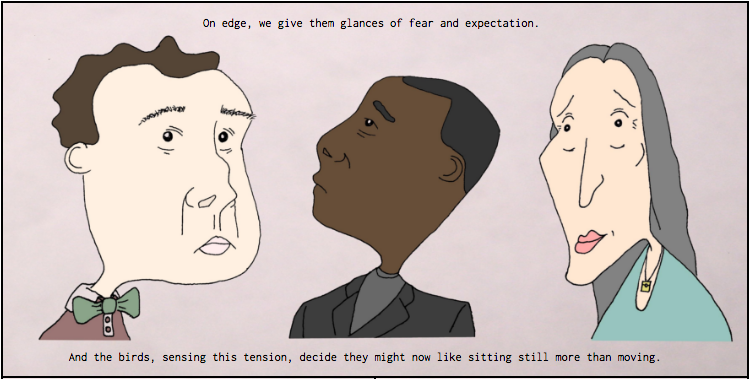 On edge, we give them glances of fear and expectation.
And the birds, sensing this tension, decide they might now like sitting still more than moving.